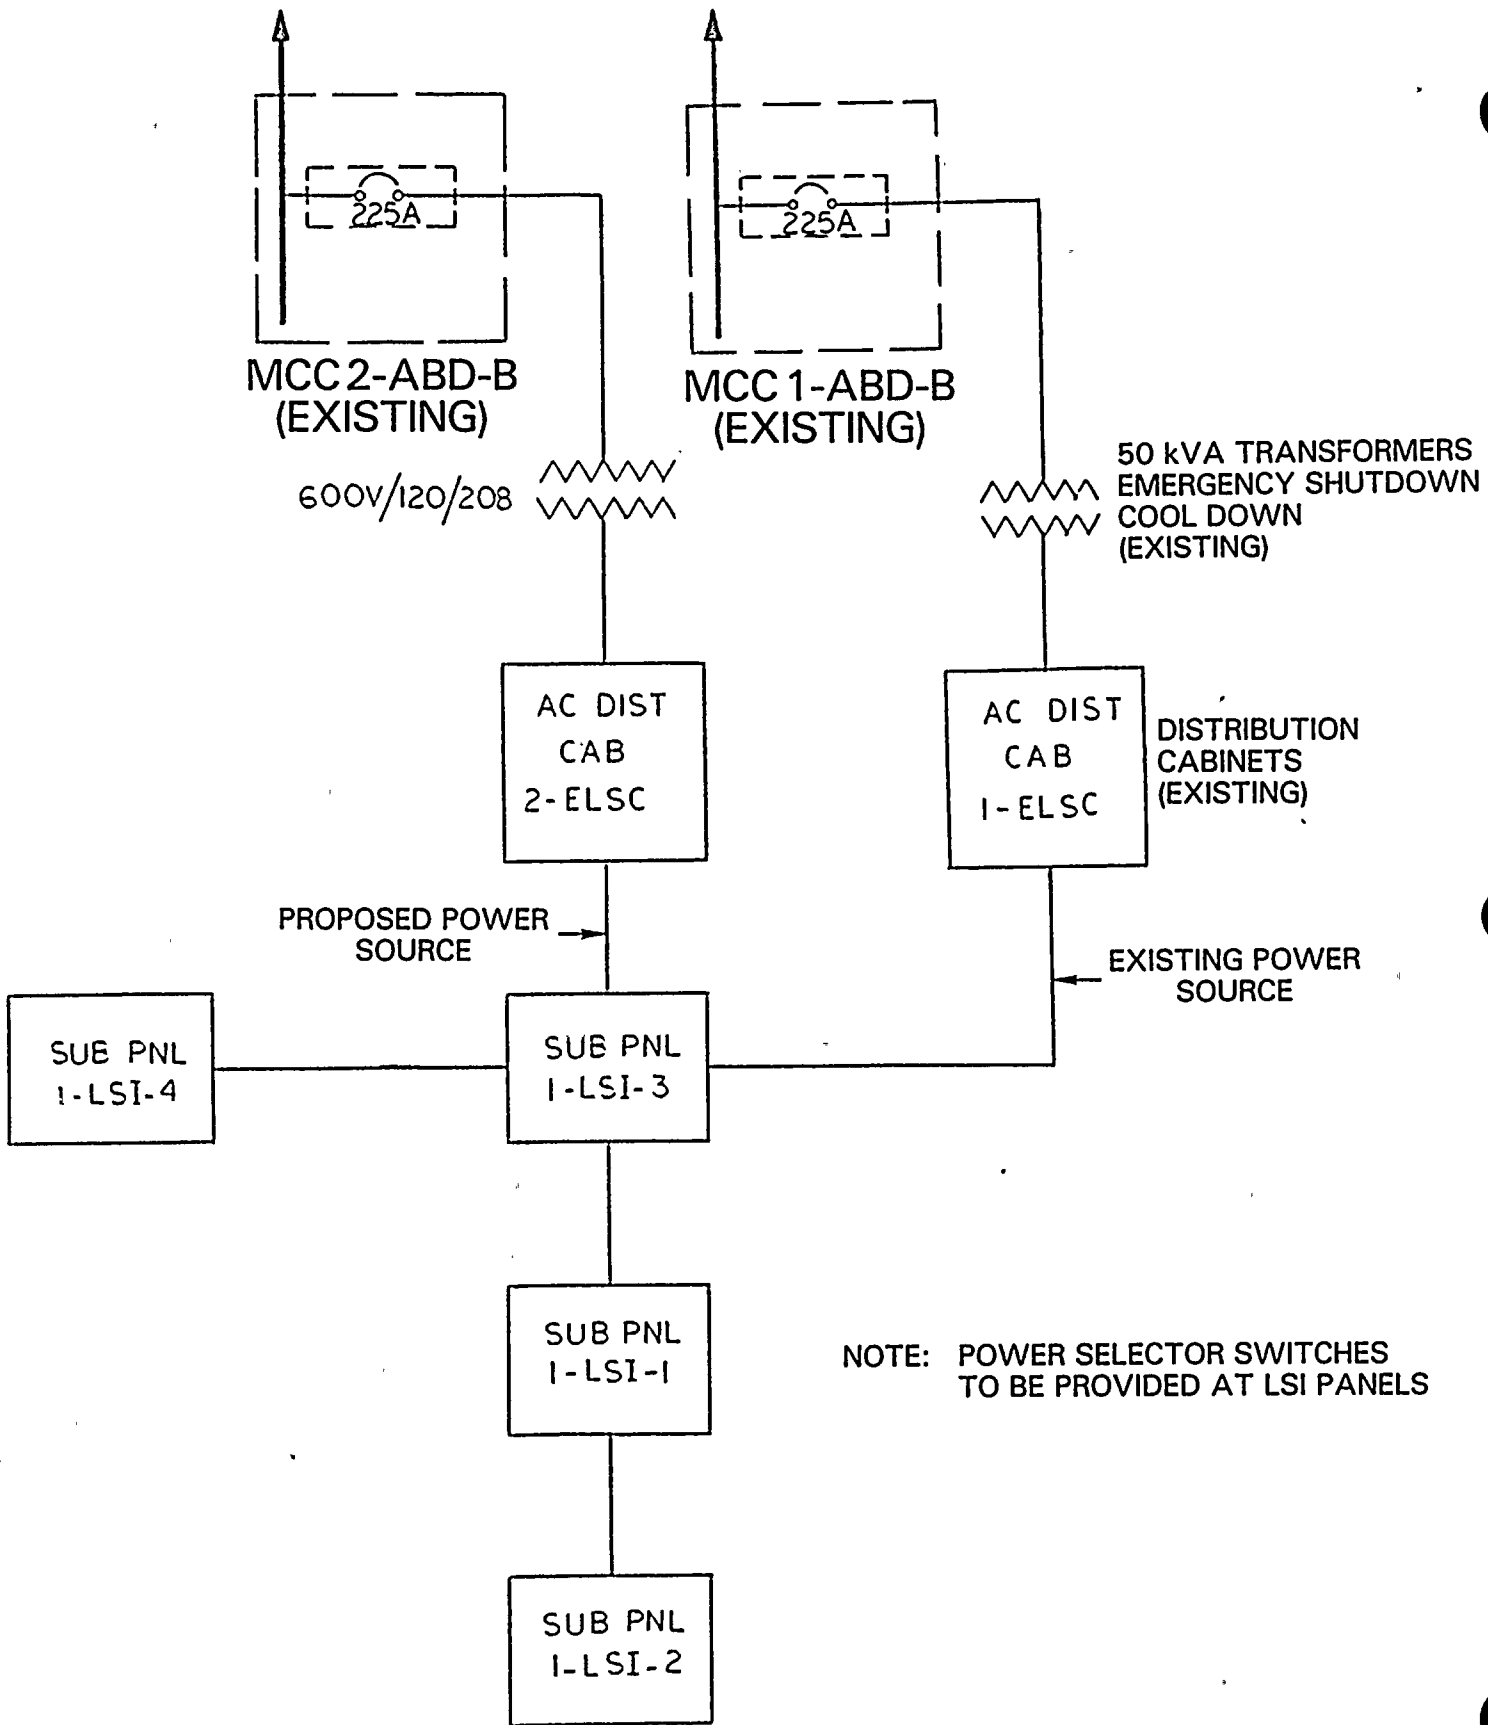 225A
225A
MCC 2-ABD-B
(EXISTING)
MCC 1-ABD-B
(EXISTING)
600V/120/208
50 kVA TRANSFORMERS
EMERGENCY SHUTDOWN
COOL DOWN
(EXISTING)
AC DIST
CAB
2-ELSC
AC DIST
CAB
1-ELSC
DISTRIBUTION
CABINETS
(EXISTING)
PROPOSED POWER
SOURCE
EXISTING POWER
SOURCE
SUB PNL
1-LSI-4
SUB PNL
1-LSI-3
SUB PNL
1-LSI-1
NOTE: POWER SELECTOR SWITCHES
TO BE PROVIDED AT LSI PANELS
SUB PNL
1-LSI-2